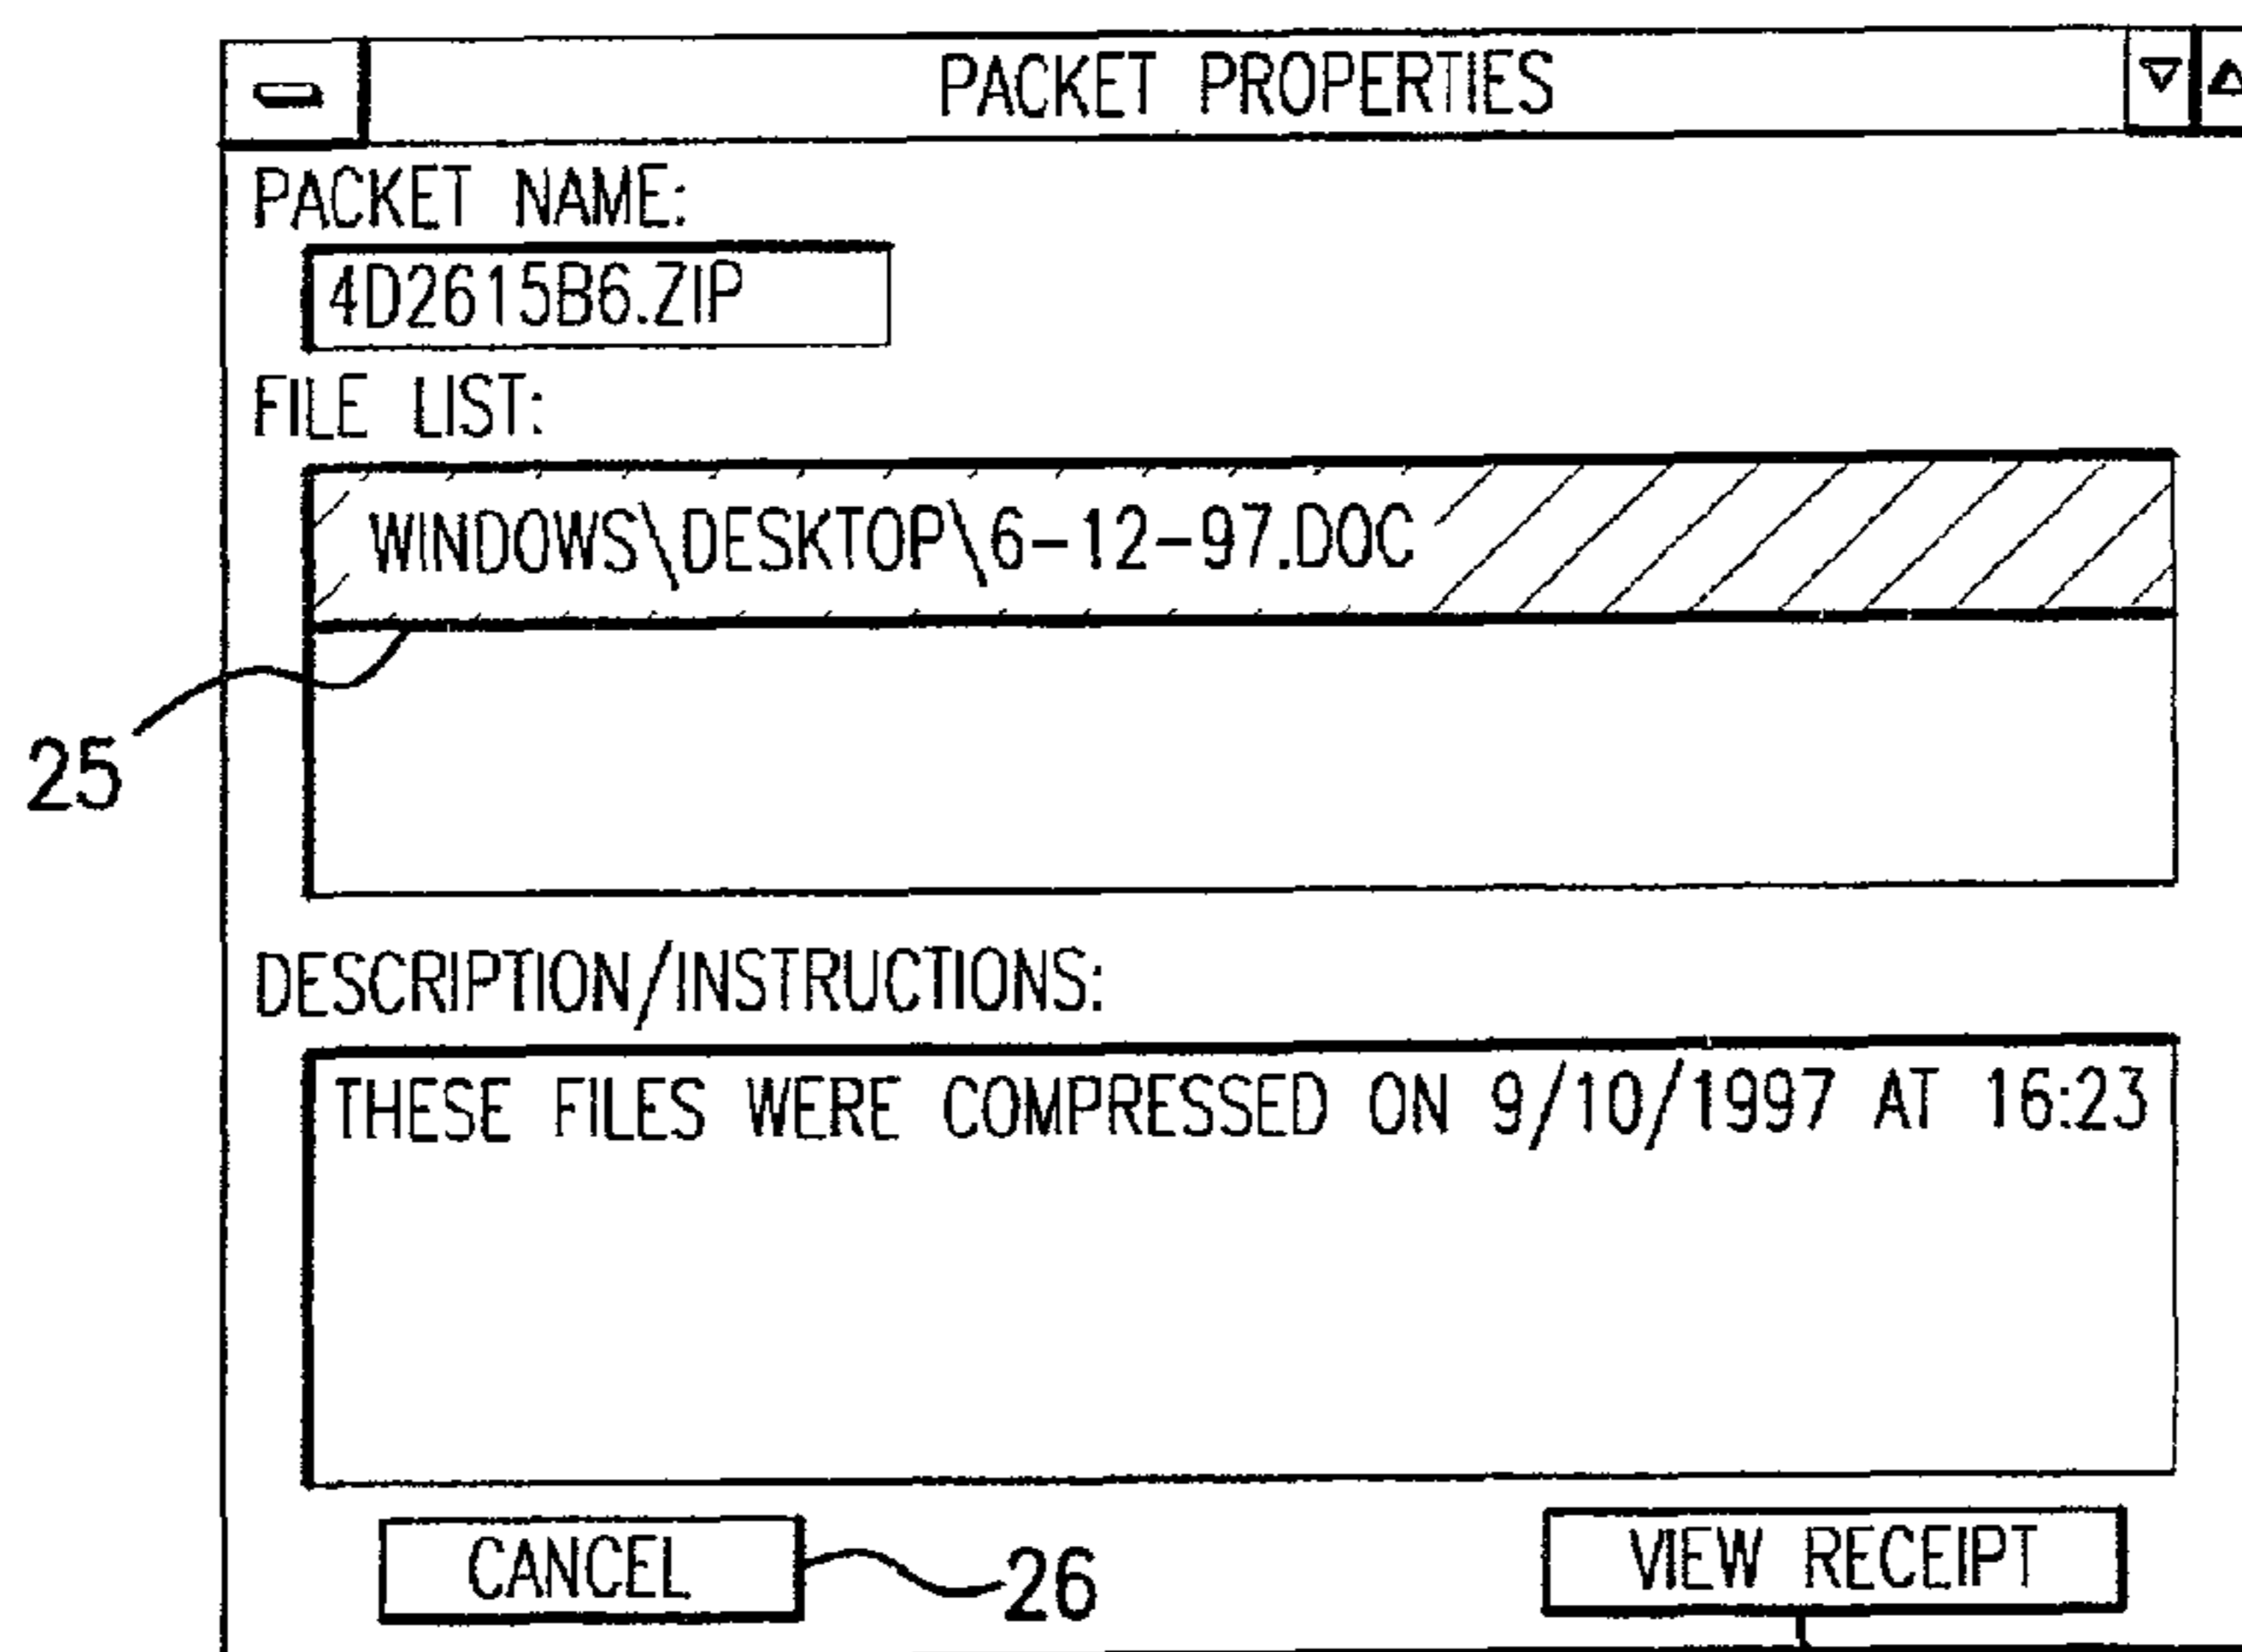 PACKET PROPERTIES
PACKET NAME:
4D2615B6.ZIP
FILE LIST:
WINDOWS\DESKTOP\6-12-97.DOC
25
DESCRIPTION/INSTRUCTIONS:
THESE FILES WERE COMPRESSED ON 9/10/1997 AT 16:23
CANCEL
26
VIEW RECEIPT